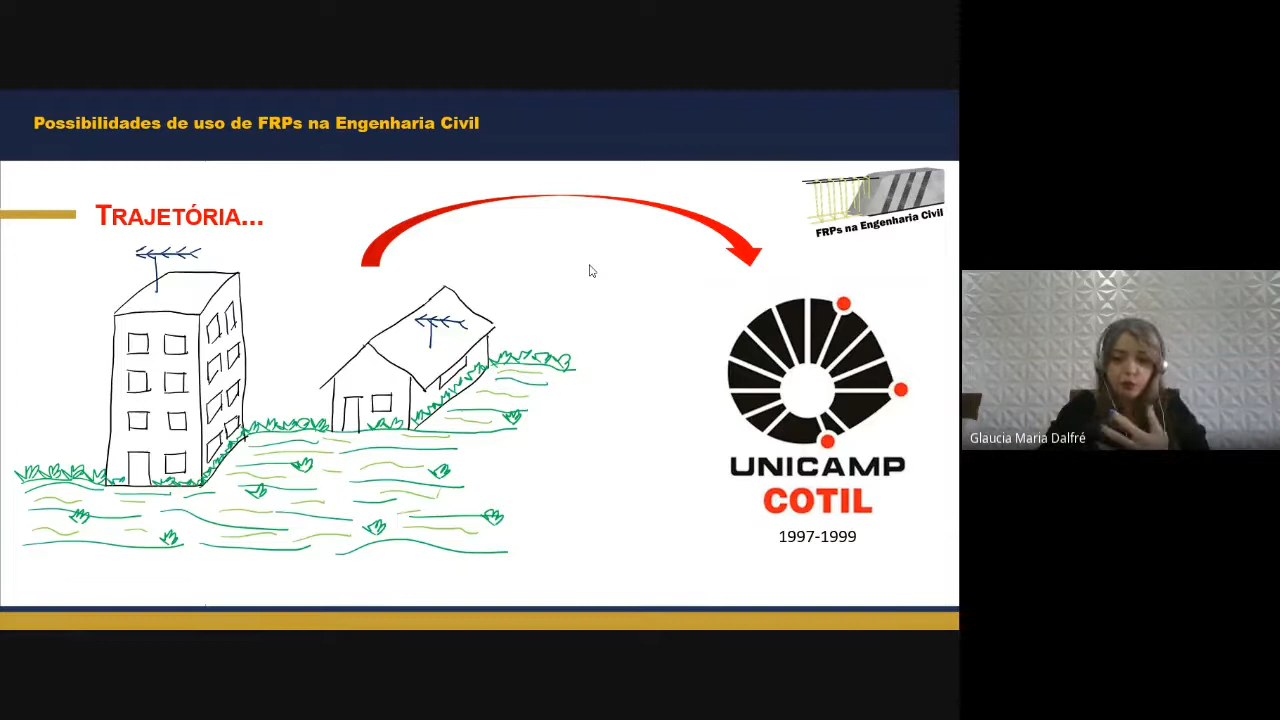 Possibilidades de uso de FRPs na Engenharia Civil
TRAJETÓRIA...
FRPs na Engenharia Civil
UNICAMP
COTIL
1997-1999
Glaucia Maria Dalfré